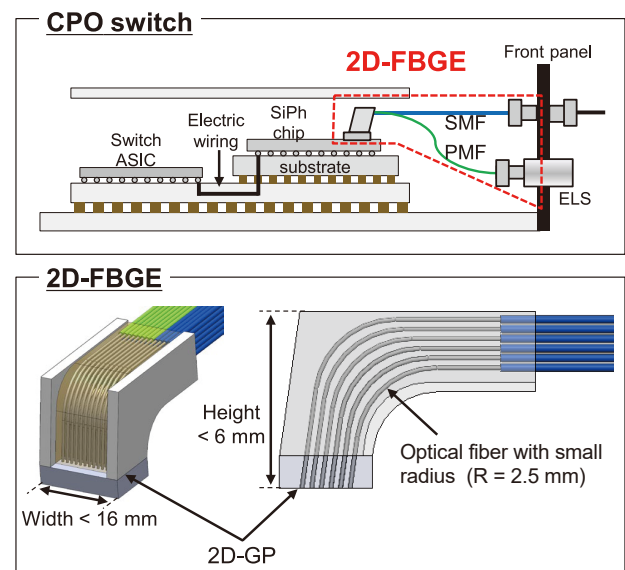 CPO switch
2D-FBGE
Front panel
SiPh
chip
Electric
wiring
Switch
ASIC
SMF
PMF
substrate
ELS
2D-FBGE
Height
< 6 mm
Optical fiber with small
radius (R = 2.5 mm)
Width < 16 mm
2D-GP